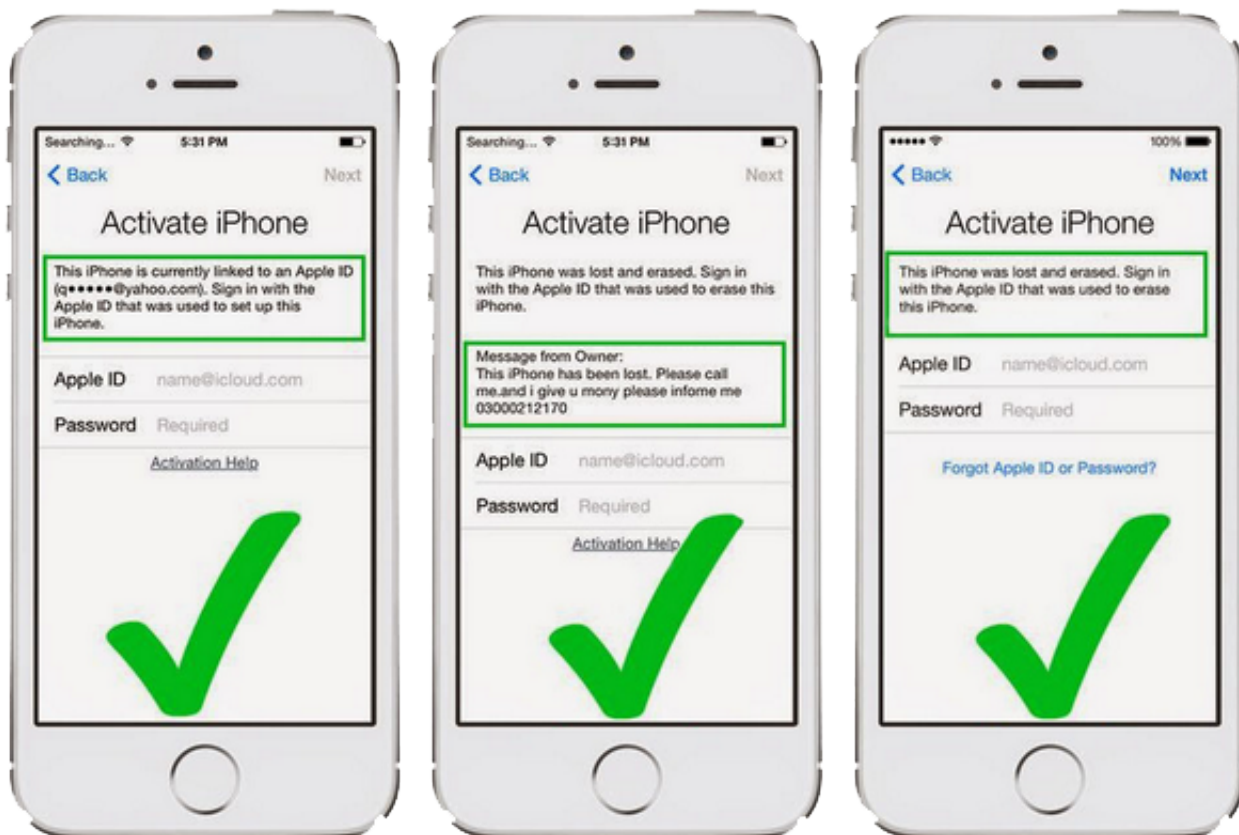 Searching...
5:31 PM
Back
Next
Activate iPhone
This iPhone is currently linked to an Apple ID
(q•••••@yahoo.com). Sign in with the
Apple ID that was used to set up this
iPhone.
Apple ID name@icloud.com
Password Required
Activation Help
Searching...
5:31 PM
Back
Next
Activate iPhone
This iPhone was lost and erased. Sign in
with the Apple ID that was used to erase this
iPhone.
Message from Owner:
This iPhone has been lost. Please call
me.and i give u mony please infome me
03000212170
Apple ID name@icloud.com
Password Required
Activation Help
100%
Back
Next
Activate iPhone
This iPhone was lost and erased. Sign in
with the Apple ID that was used to erase
this iPhone.
Apple ID name@icloud.com
Password Required
Forgot Apple ID or Password?